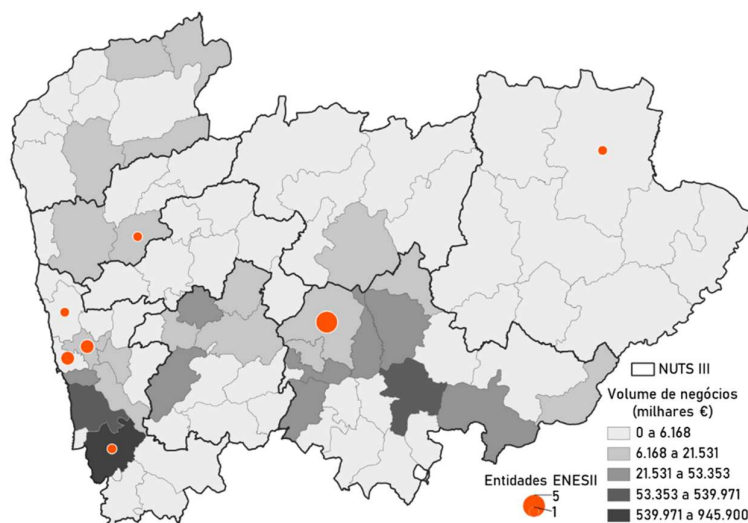 NUTS III
Volume de negócios
(milhares €)
0 a 6.168
6.168 a 21.531
21.531 a 53.353
53.353 a 539.971
539.971 a 945.900
Entidades ENESII
5
1